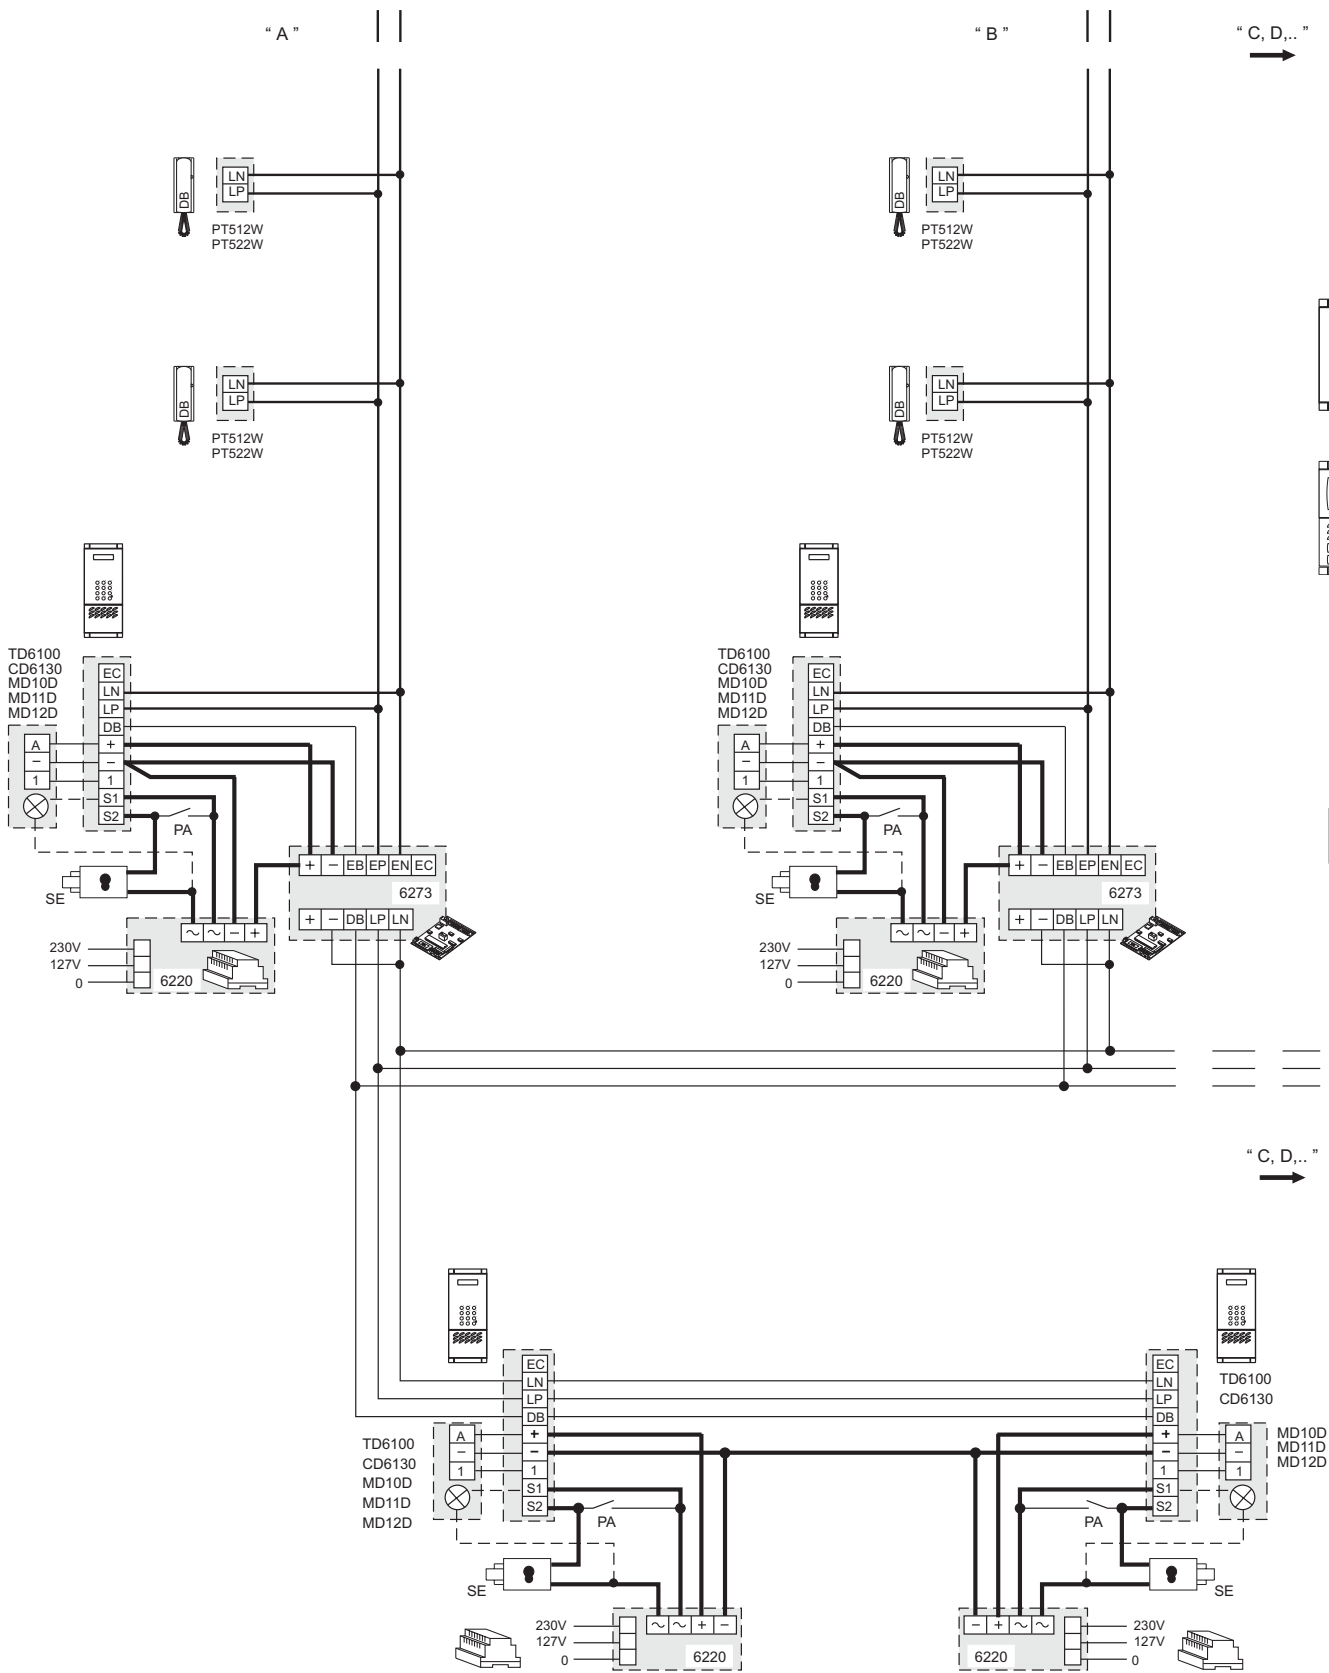 “ A ”
“ B ”
“ C, D,.. ”
DB
LN
LP
PT512W
PT522W
DB
LN
LP
PT512W
PT522W
DB
LN
LP
PT512W
PT522W
DB
LN
LP
PT512W
PT522W
TD6100
CD6130
MD10D
MD11D
MD12D
A
−
1
EC
LN
LP
DB
+
−
1
S1
S2
PA
SE
+ − EB EP EN EC
6273
+ − DB LP LN
~ ~ − +
230V
127V
0
6220
TD6100
CD6130
MD10D
MD11D
MD12D
A
−
1
EC
LN
LP
DB
+
−
1
S1
S2
PA
SE
+ − EB EP EN EC
6273
+ − DB LP LN
~ ~ − +
230V
127V
0
6220
“ C, D,.. ”
TD6100
CD6130
MD10D
MD11D
MD12D
A
−
1
EC
LN
LP
DB
+
−
1
S1
S2
PA
SE
230V
127V
0
~ ~ + −
6220
EC
LN
LP
DB
+
−
1
S1
S2
TD6100
CD6130
A
−
1
MD10D
MD11D
MD12D
PA
SE
− + ~ ~
6220
230V
127V
0